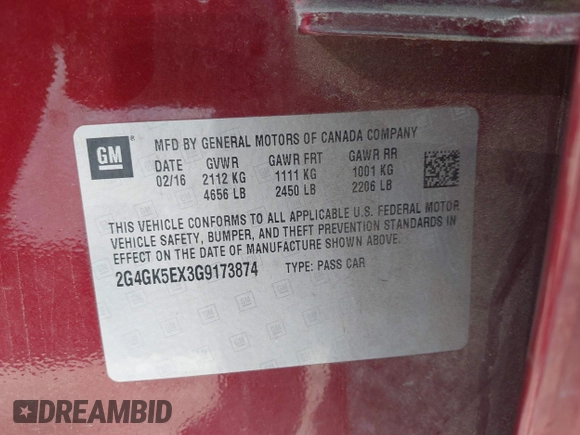 GM
MFD BY GENERAL MOTORS OF CANADA COMPANY
DATE GVWR GAWR FRT GAWR RR
02/16 2112 KG 1111 KG 1001 KG
4656 LB 2450 LB 2206 LB
THIS VEHICLE CONFORMS TO ALL APPLICABLE U.S. FEDERAL MOTOR
VEHICLE SAFETY, BUMPER, AND THEFT PREVENTION STANDARDS IN
EFFECT ON THE DATE OF MANUFACTURE SHOWN ABOVE.
2G4GK5EX3G9173874 TYPE: PASS CAR
DREAMBID